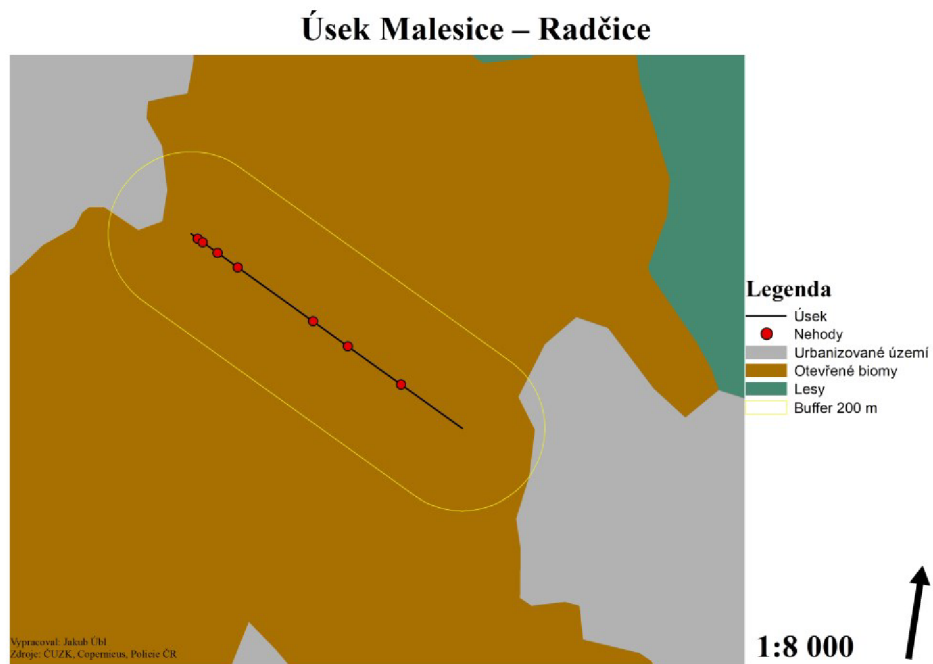 Úsek Malesice – Radčice
Legenda
Úsek
Nehody
Urbanizované území
Otevřené biomy
Lesy
Buffer 200 m
Vypracoval: Jakub Übl
Zdroje: ČUZK, Copernicus, Policie ČR
1:8 000